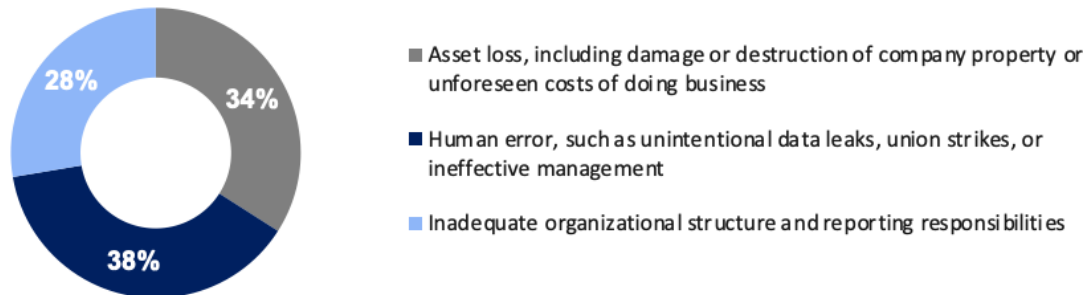 28%
34%
38%
Asset loss, including damage or destruction of company property or
unforeseen costs of doing business
Human error, such as unintentional data leaks, union strikes, or
ineffective management
Inadequate organizational structure and reporting responsibilities